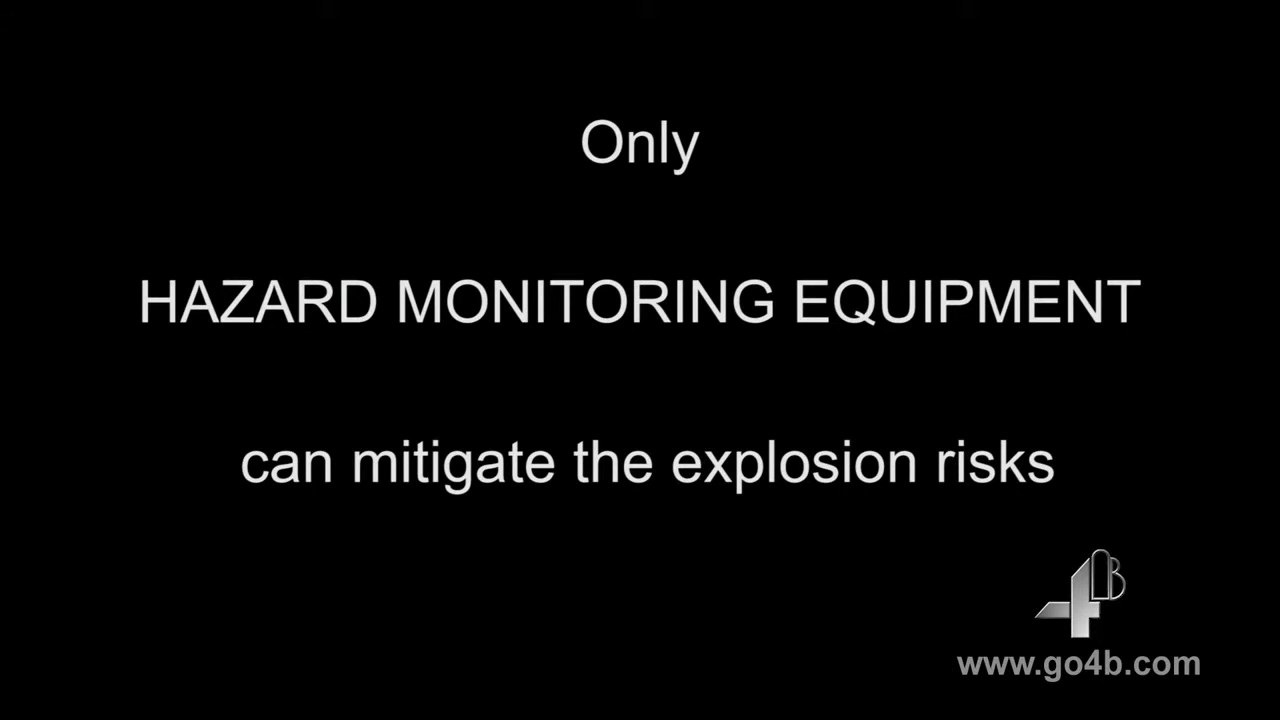 Only
HAZARD MONITORING EQUIPMENT
can mitigate the explosion risks
4B
www.go4b.com